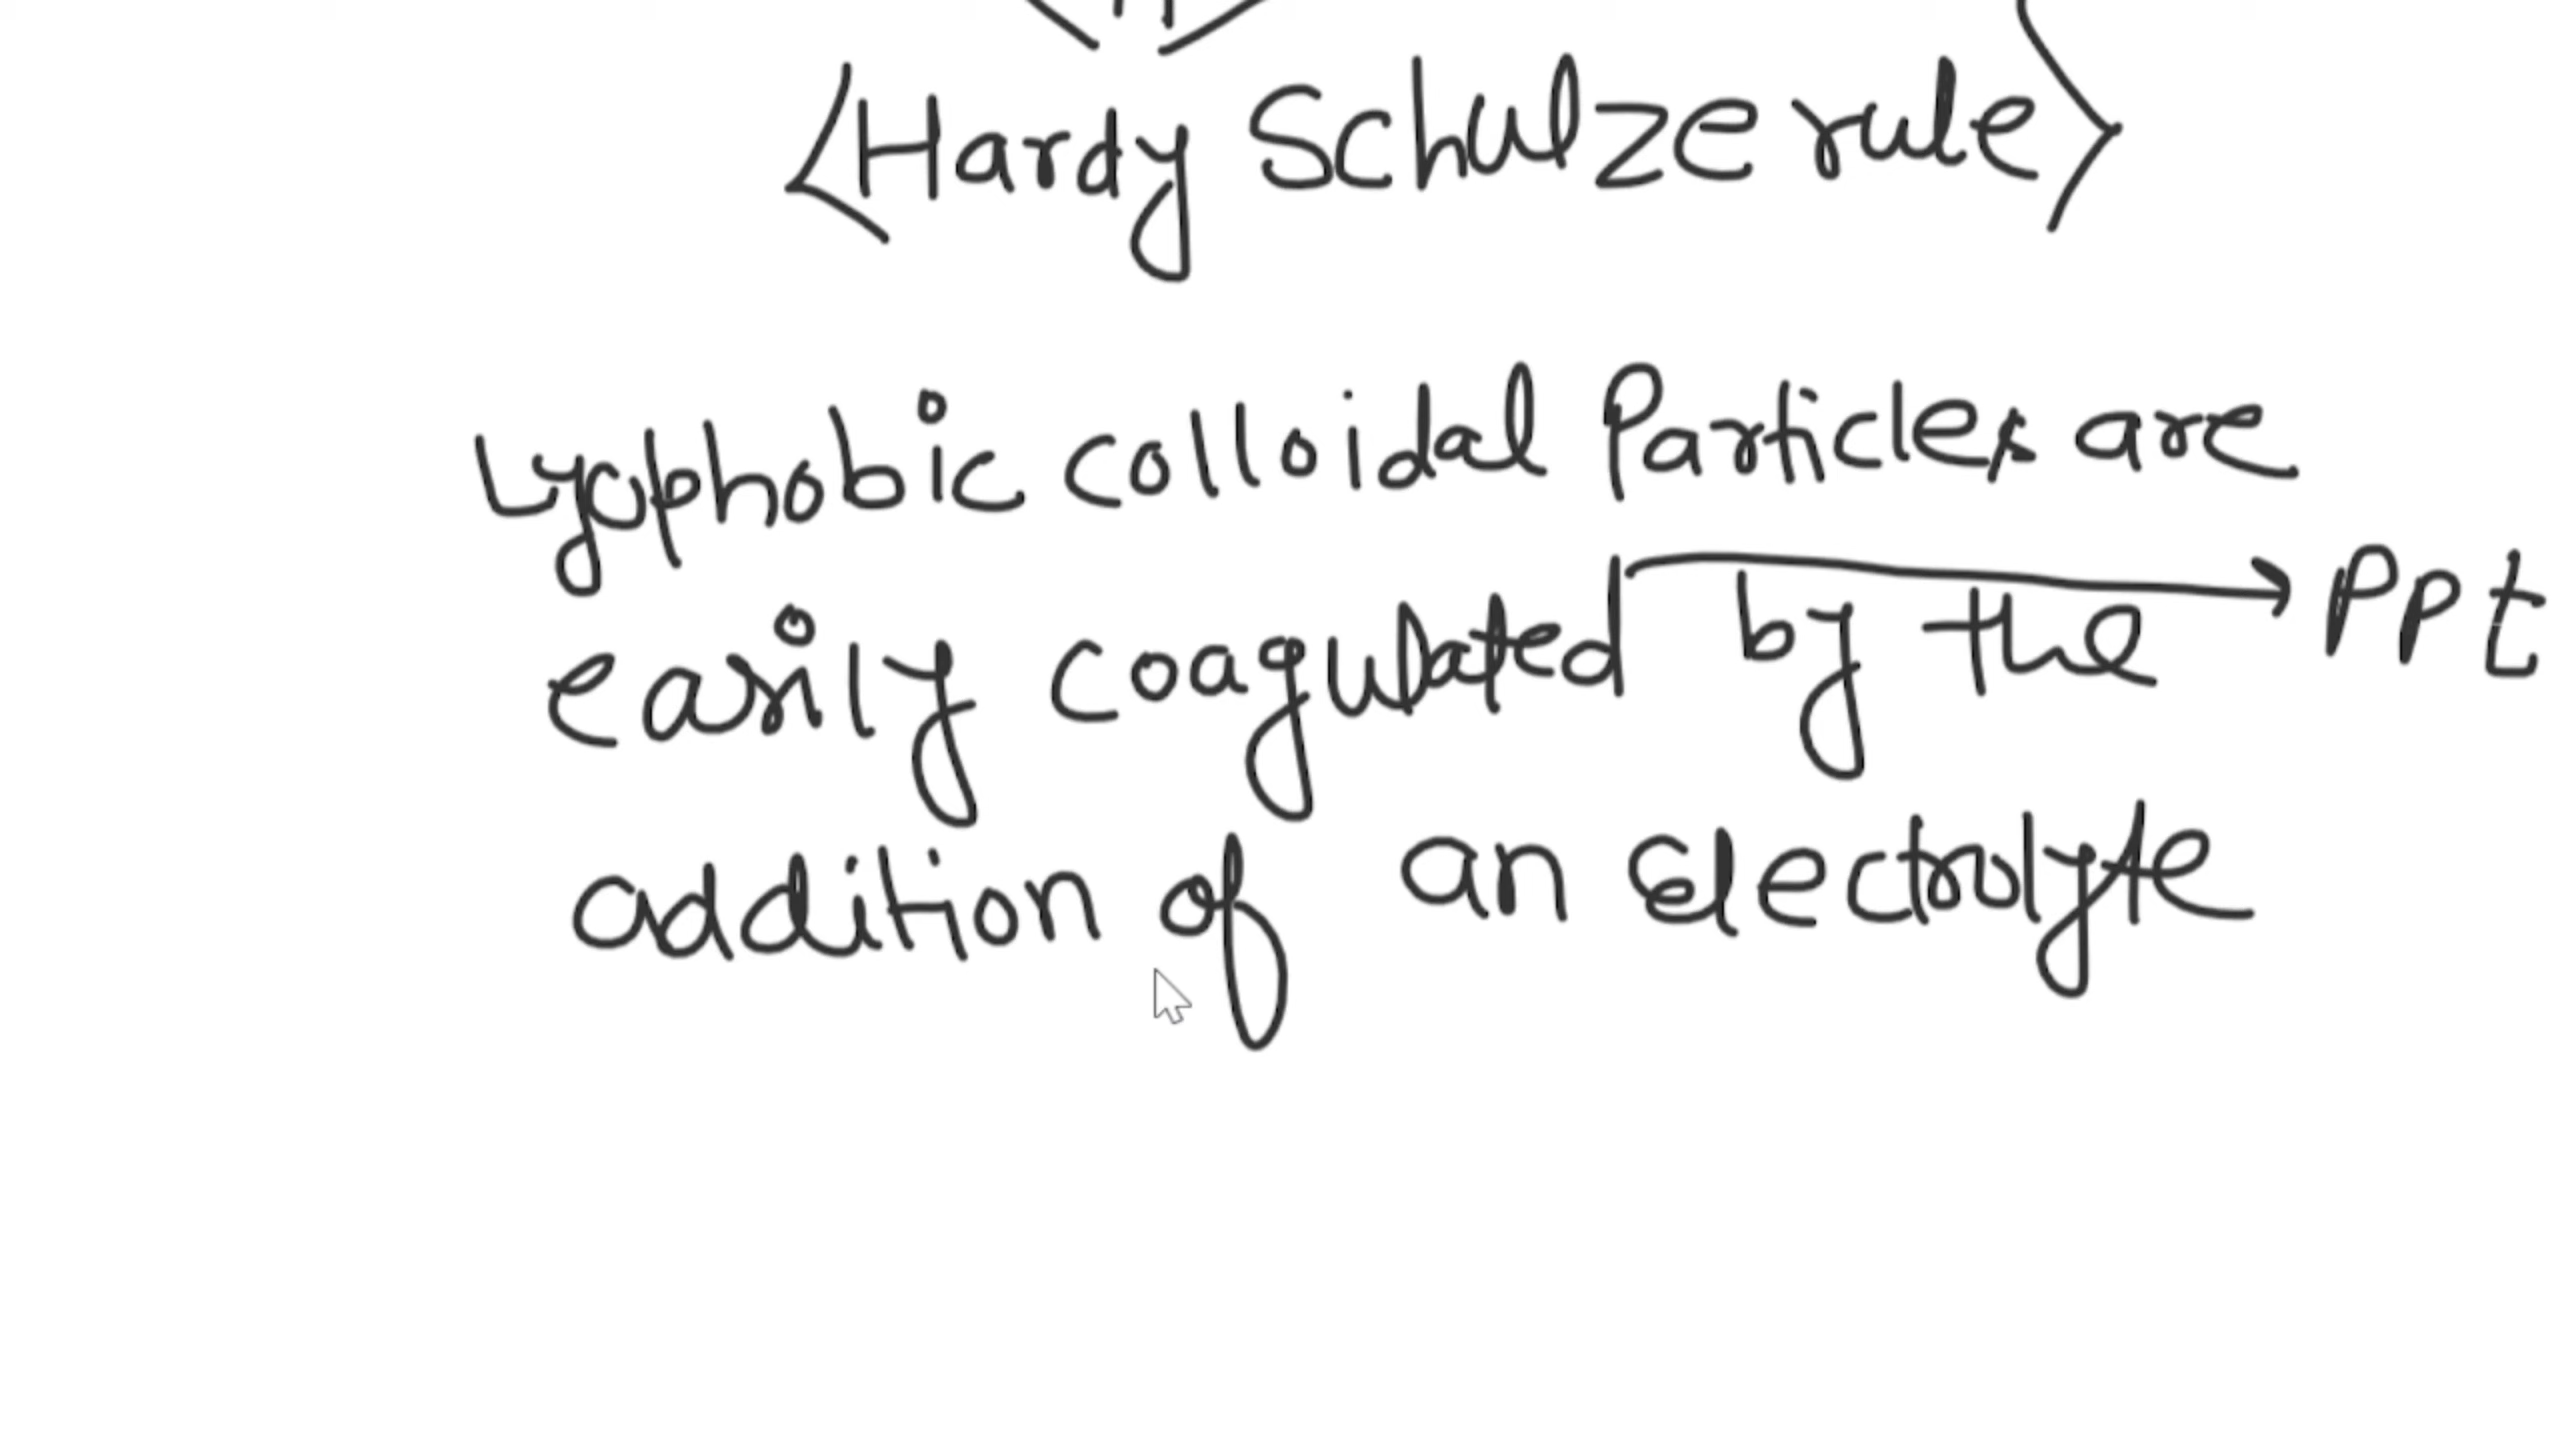 <Hardy Schulze rule>
Lyophobic colloidal Particles are
easily coagulated by the → Ppt
addition of an electrolyte